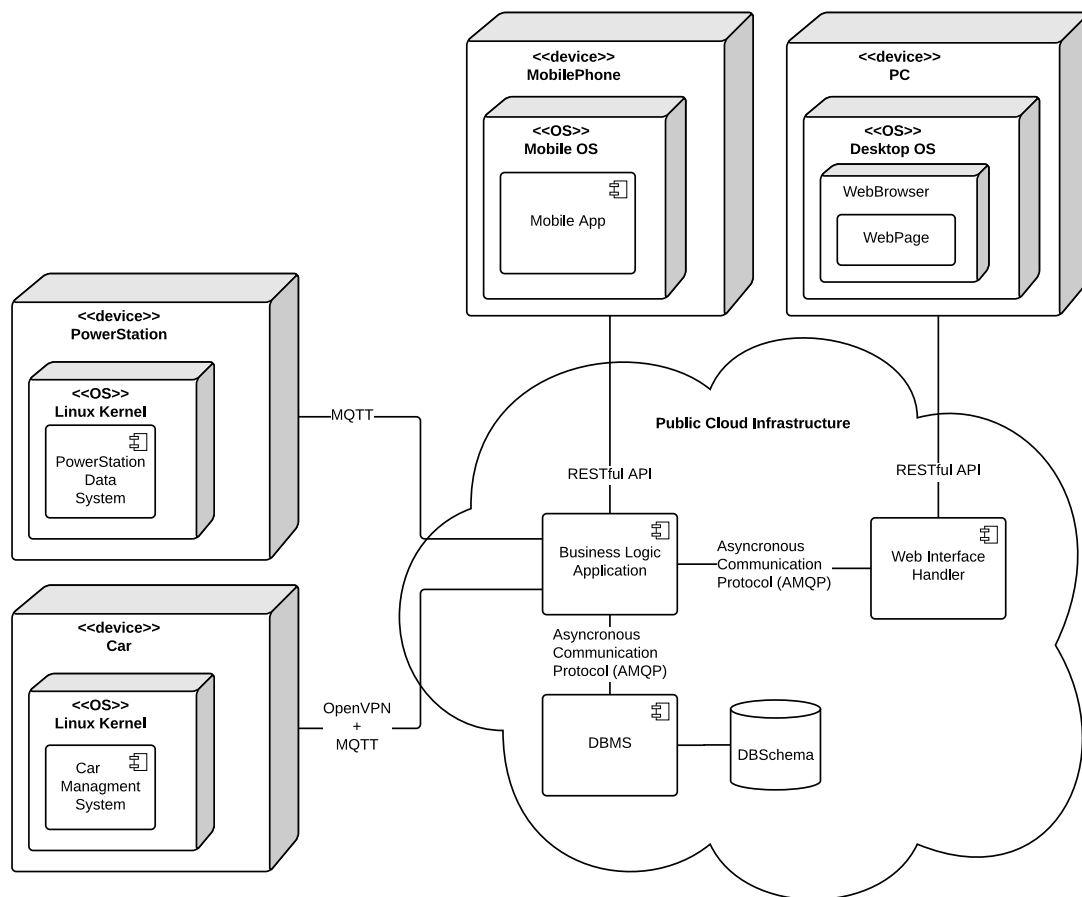 <<device>>
MobilePhone
<<OS>>
Mobile OS
Mobile App
<<device>>
PC
<<OS>>
Desktop OS
WebBrowser
WebPage
<<device>>
PowerStation
<<OS>>
Linux Kernel
PowerStation
Data
System
MQTT
Public Cloud Infrastructure
RESTful API
RESTful API
Business Logic
Application
Asyncronous
Communication
Protocol (AMQP)
Web Interface
Handler
<<device>>
Car
<<OS>>
Linux Kernel
Car
Managment
System
OpenVPN
+
MQTT
Asyncronous
Communication
Protocol (AMQP)
DBMS
DBSchema